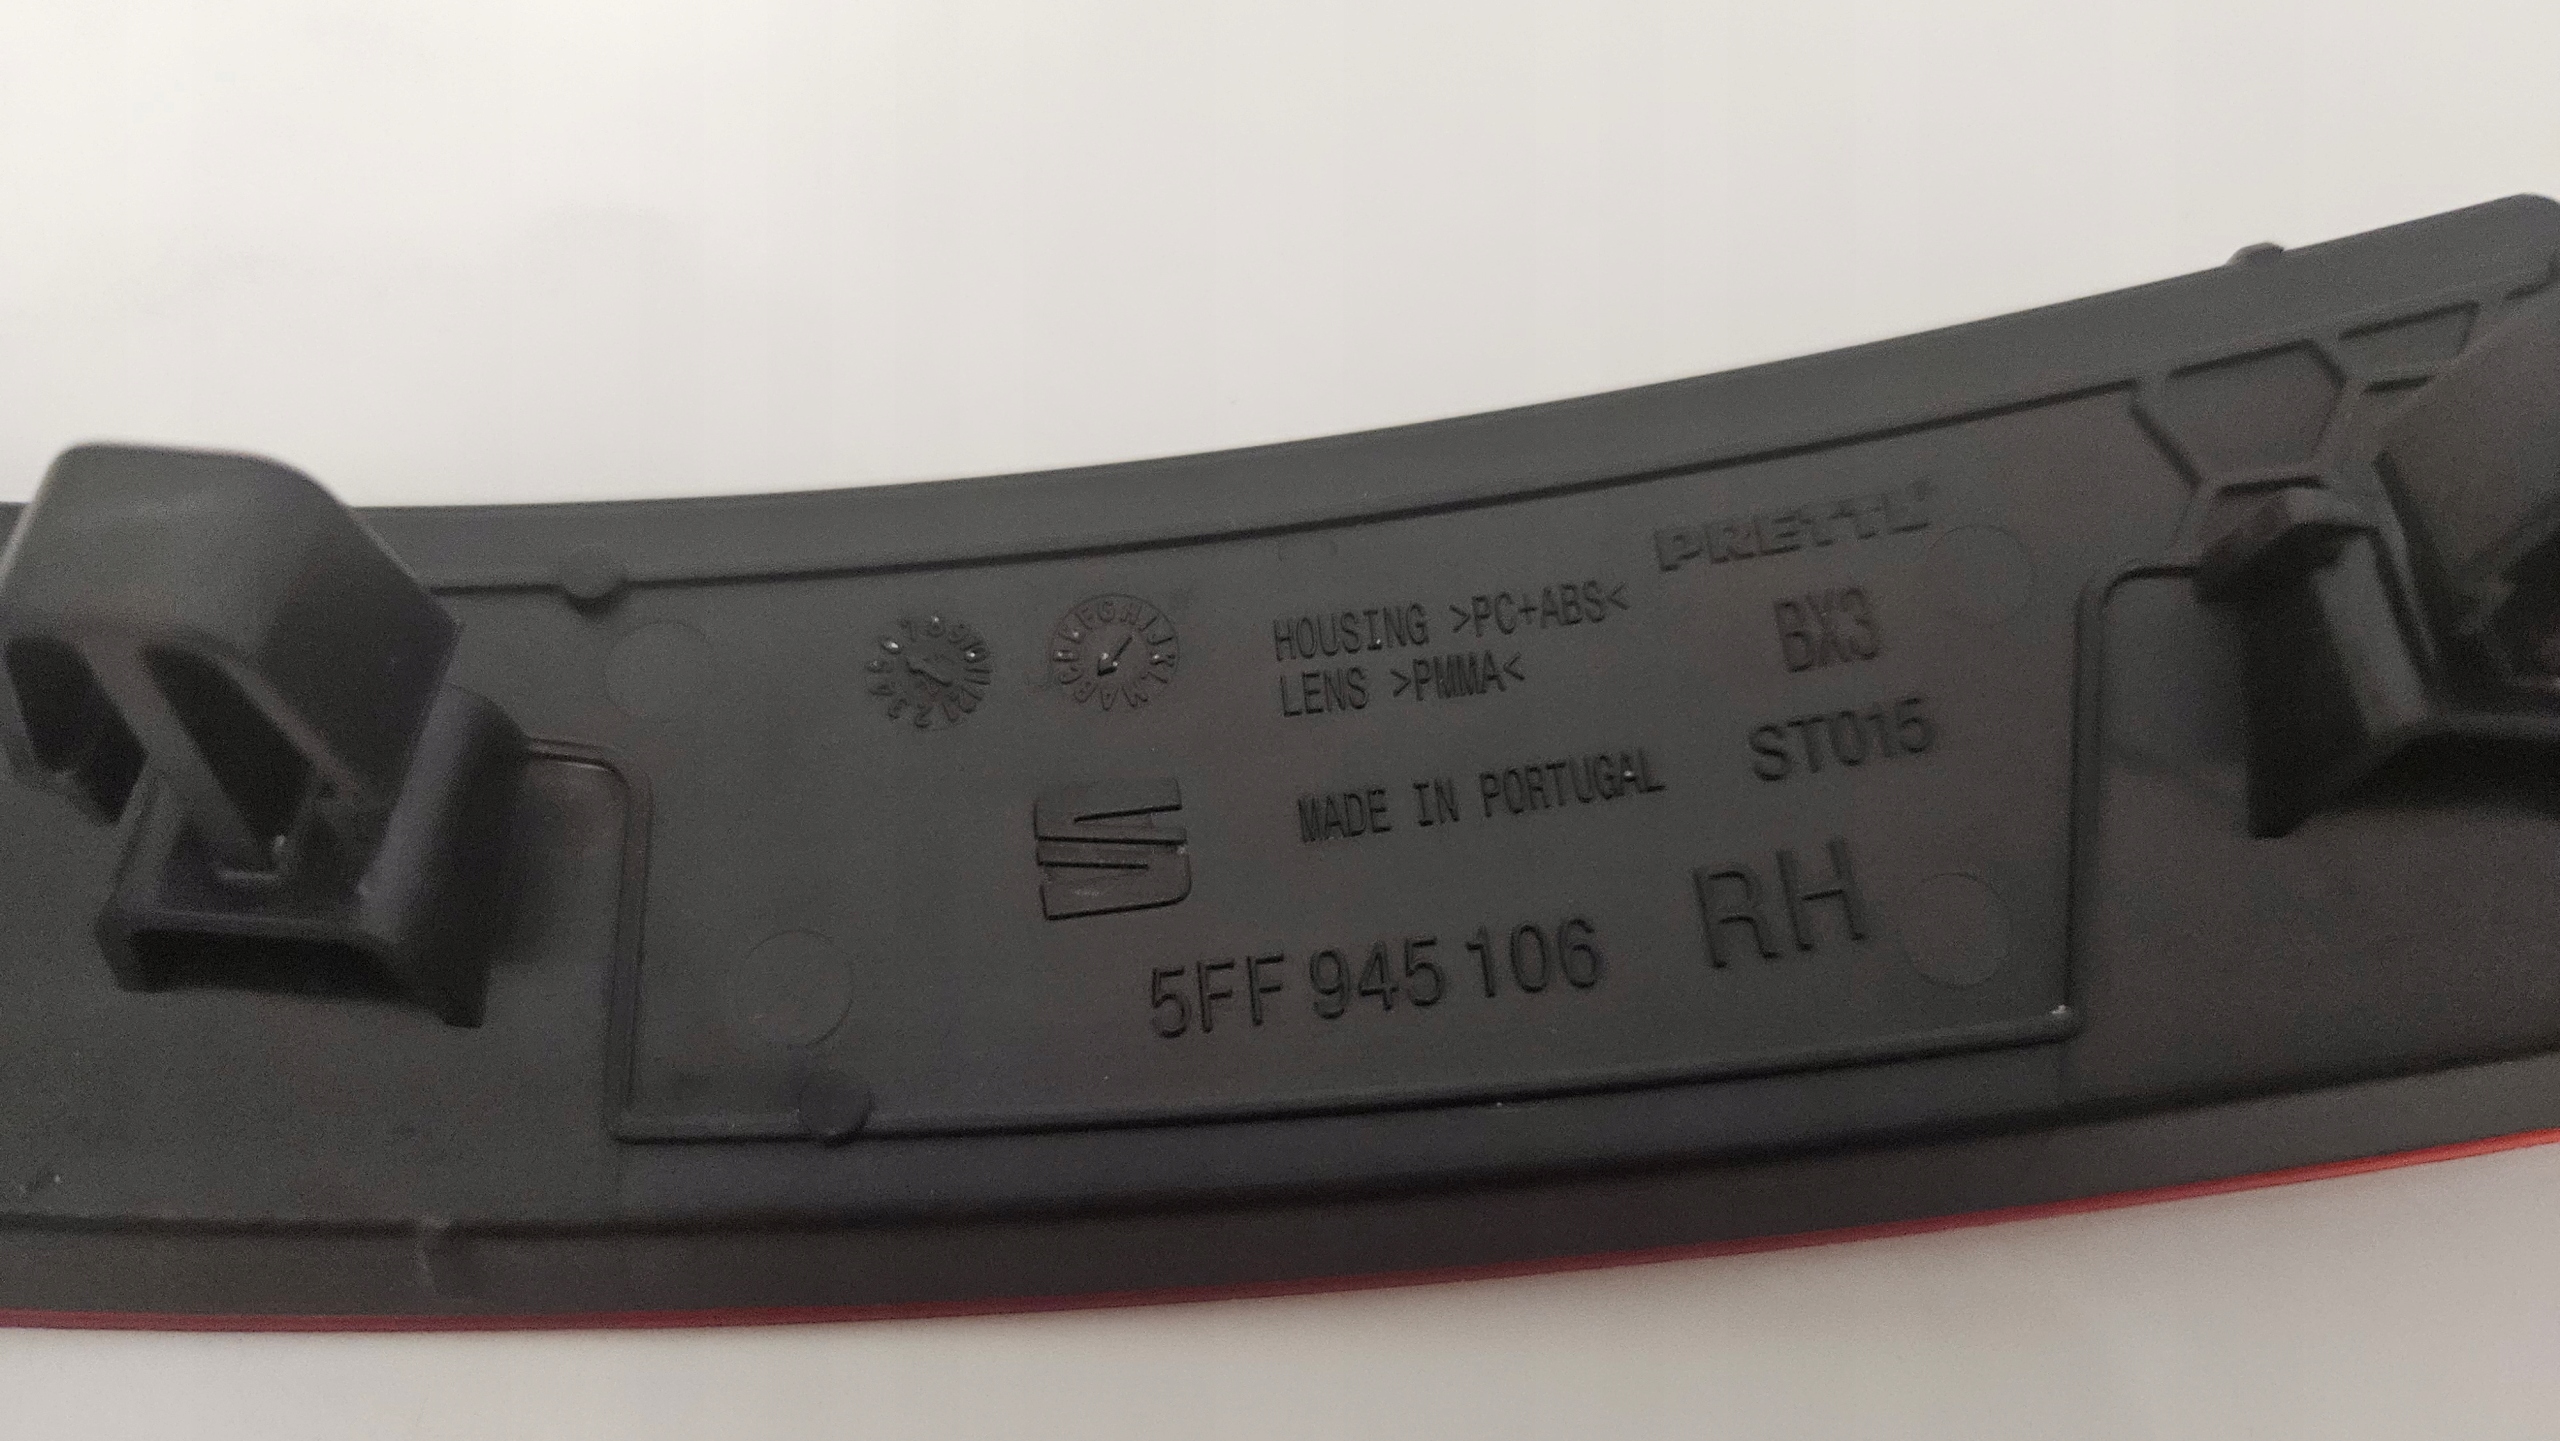 PRETTL
HOUSING >PC+ABS<
BX3
LENS >PMMA<
ST015
MADE IN PORTUGAL
RH
5FF 945 106